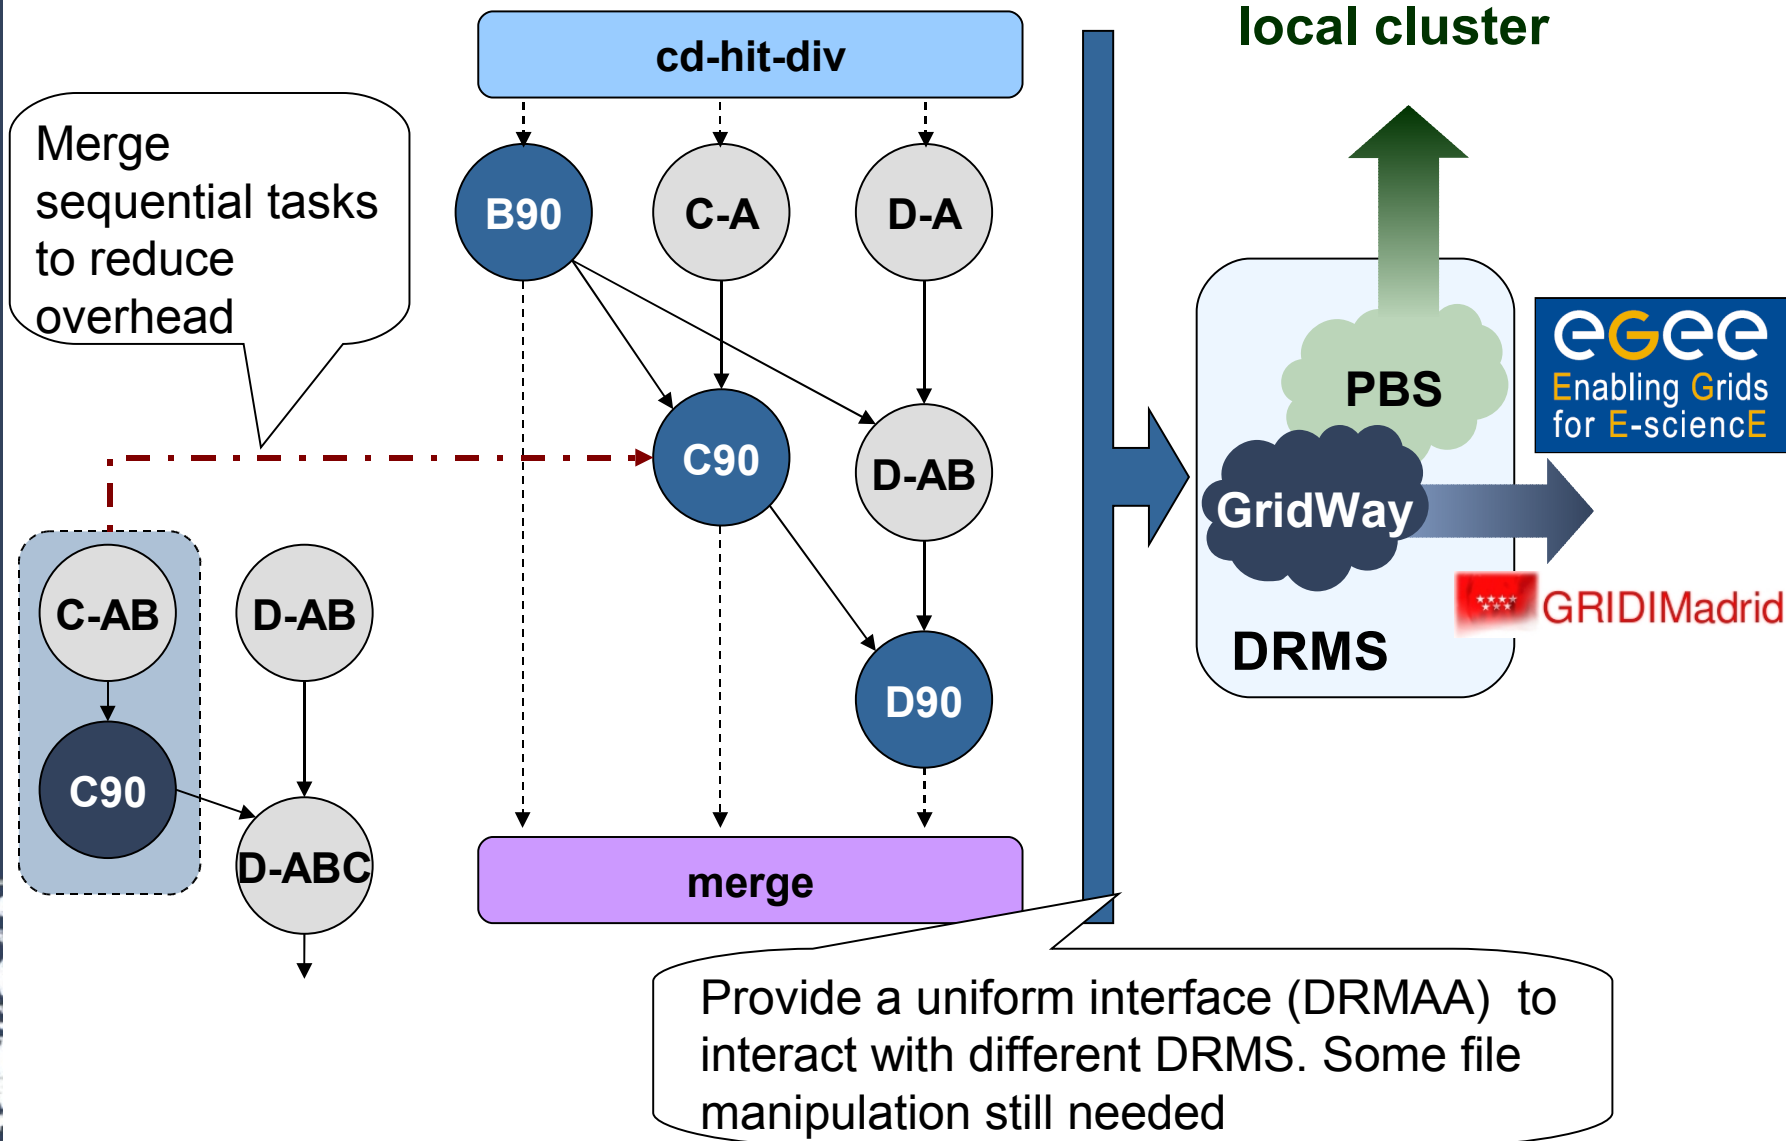 cd-hit-div
local cluster
Merge
sequential tasks
to reduce
overhead
B90
C-A
D-A
C90
D-AB
D90
C-AB
D-AB
C90
D-ABC
merge
PBS
GridWay
DRMS
eGee
Enabling Grids
for E-sciencE
GRIDIMadrid
Provide a uniform interface (DRMAA) to
interact with different DRMS. Some file
manipulation still needed